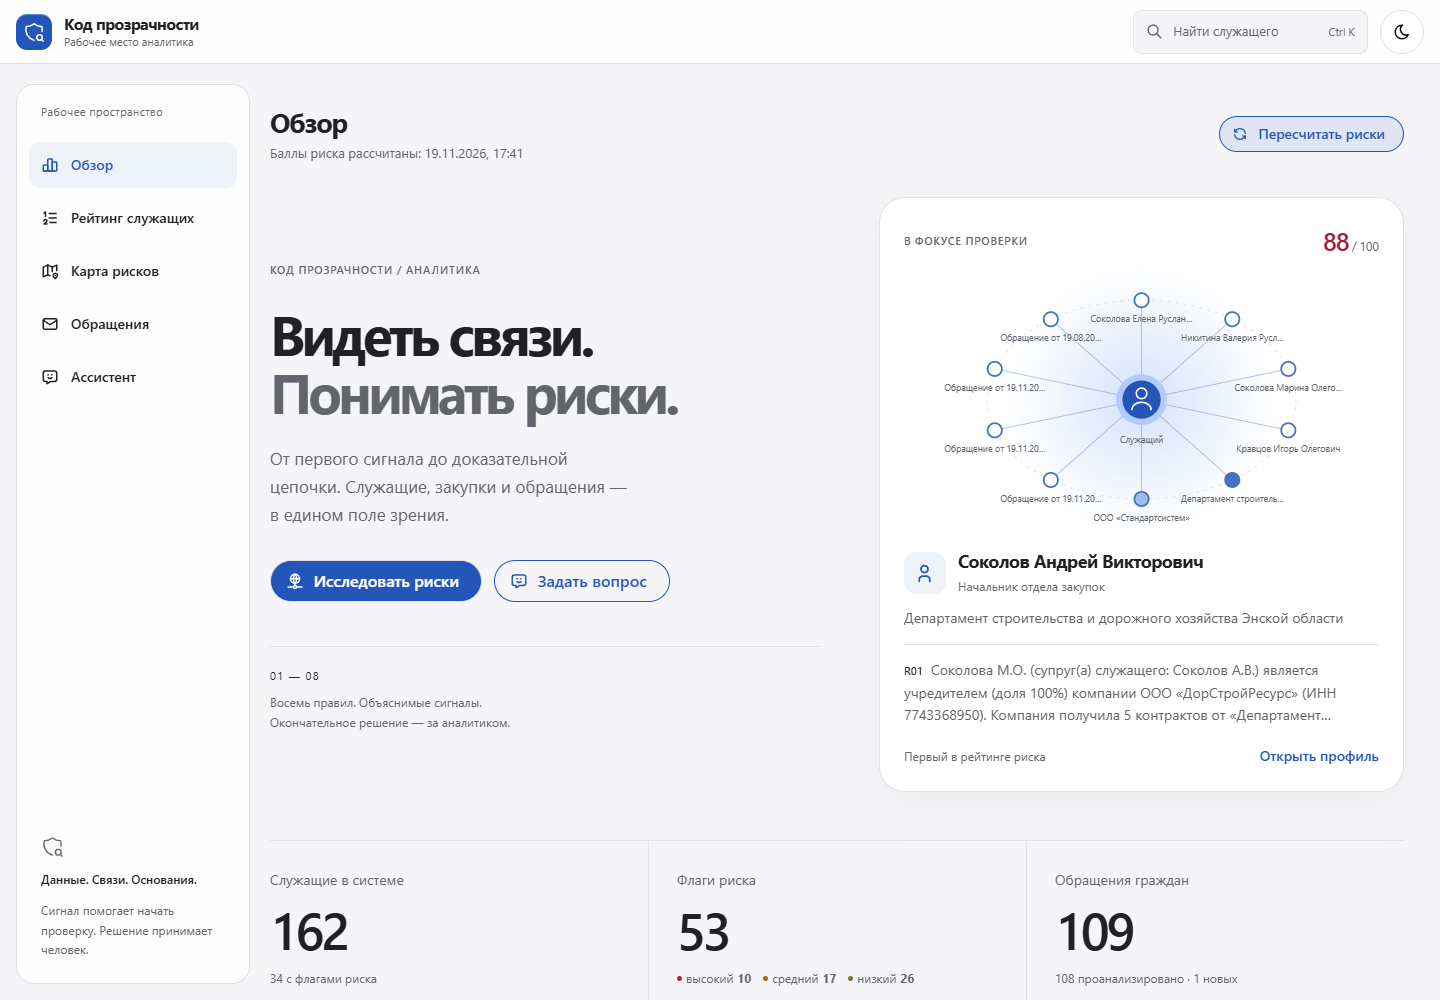 Код прозрачности
Рабочее место аналитика
Найти служащего
Ctrl K
Рабочее пространство
Обзор
Рейтинг служащих
Карта рисков
Обращения
Ассистент
Данные. Связи. Основания.
Сигнал помогает начать
проверку. Решение принимает
человек.
Обзор
Баллы риска рассчитаны: 19.11.2026, 17:41
Пересчитать риски
КОД ПРОЗРАЧНОСТИ / АНАЛИТИКА
Видеть связи.
Понимать риски.
От первого сигнала до доказательной
цепочки. Служащие, закупки и обращения —
в едином поле зрения.
Исследовать риски
Задать вопрос
01 — 08
Восемь правил. Объяснимые сигналы.
Окончательное решение — за аналитиком.
В ФОКУСЕ ПРОВЕРКИ
88 / 100
Соколова Елена Руслан...
Обращение от 19.08.20...
Никитина Валерия Русл...
Обращение от 19.11.20...
Соколова Марина Олего...
Служащий
Обращение от 19.11.20...
Кравцов Игорь Олегович
Обращение от 19.11.20...
Департамент строитель...
ООО «Стандартсистем»
Соколов Андрей Викторович
Начальник отдела закупок
Департамент строительства и дорожного хозяйства Энской области
R01 Соколова М.О. (супруг(а) служащего: Соколов А.В.) является
учредителем (доля 100%) компании ООО «ДорСтройРесурс» (ИНН
7743368950). Компания получила 5 контрактов от «Департамент...
Первый в рейтинге риска
Открыть профиль
Служащие в системе
162
34 с флагами риска
Флаги риска
53
высокий 10 средний 17 низкий 26
Обращения граждан
109
108 проанализировано · 1 новых